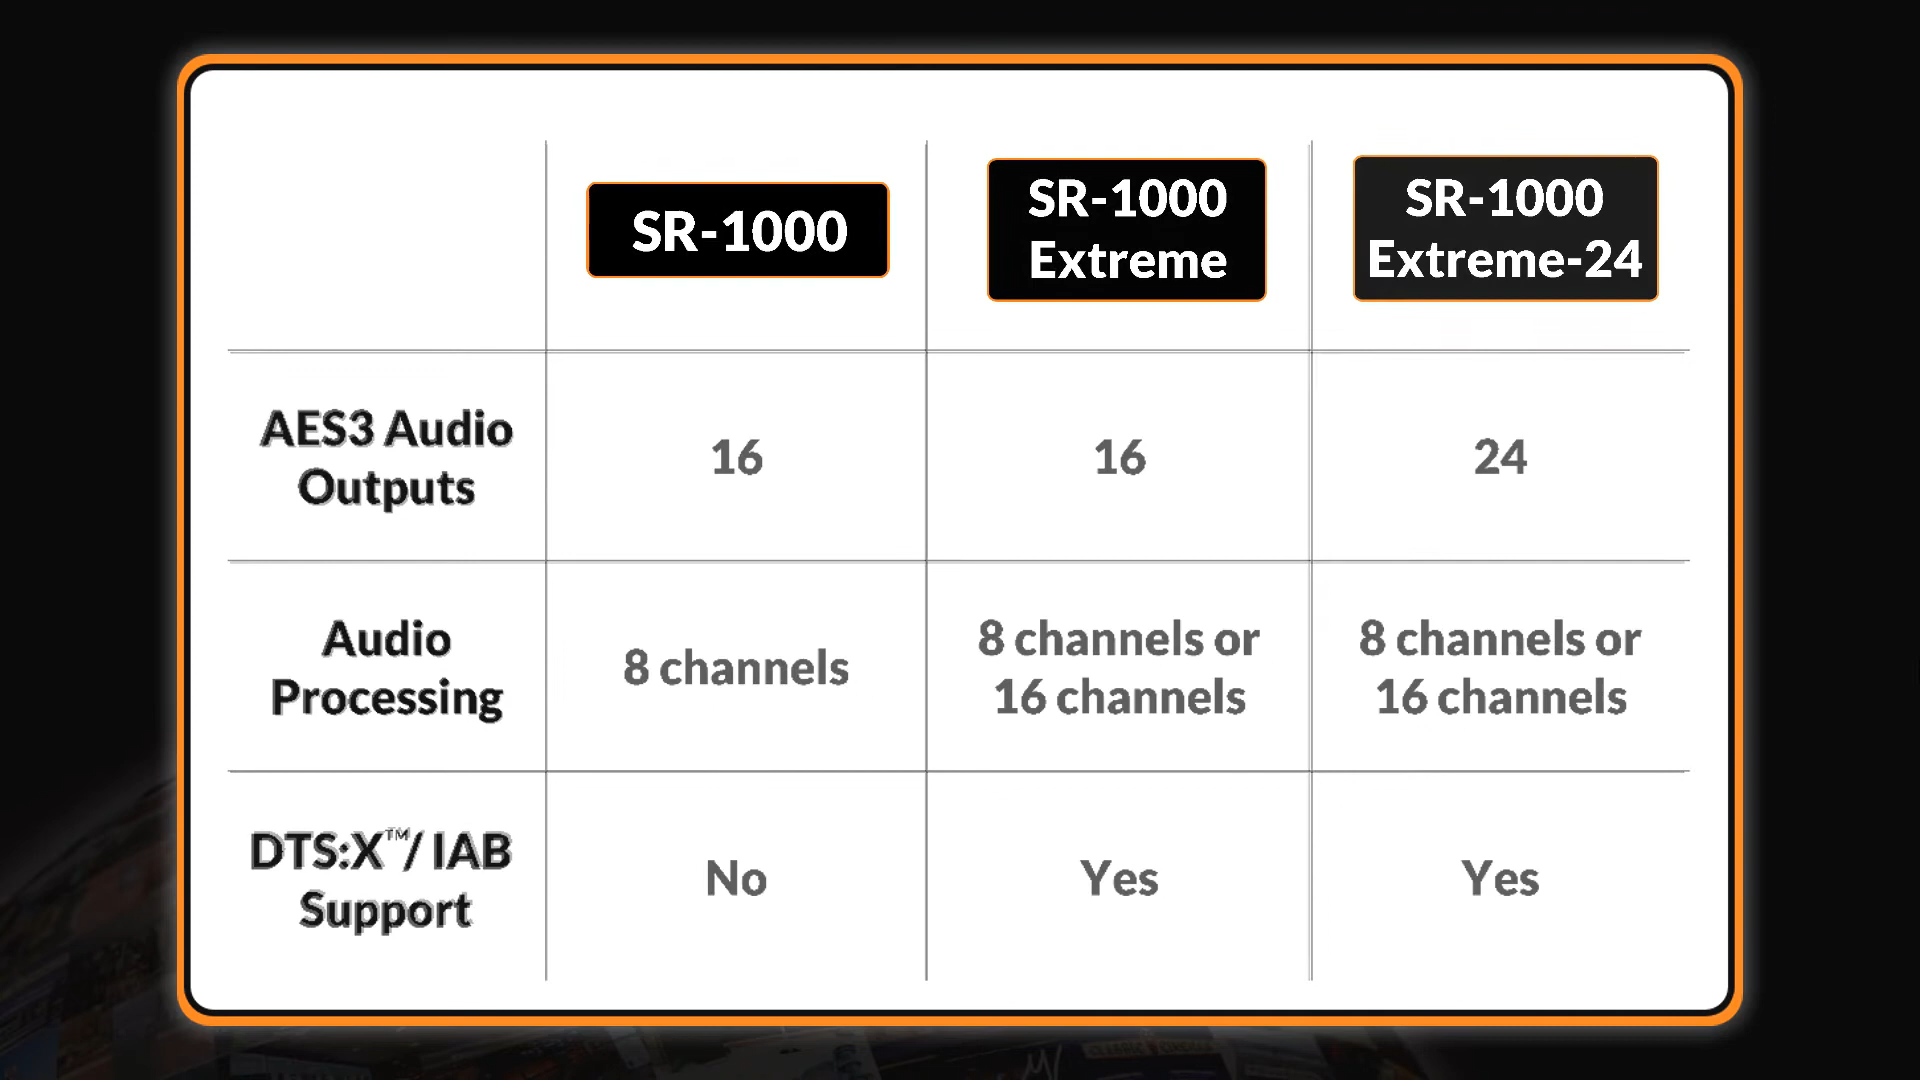 SR-1000
SR-1000
Extreme
SR-1000
Extreme-24
AES3 Audio
Outputs
16
16
24
Audio
Processing
8 channels
8 channels or
16 channels
8 channels or
16 channels
DTS:X™/ IAB
Support
No
Yes
Yes